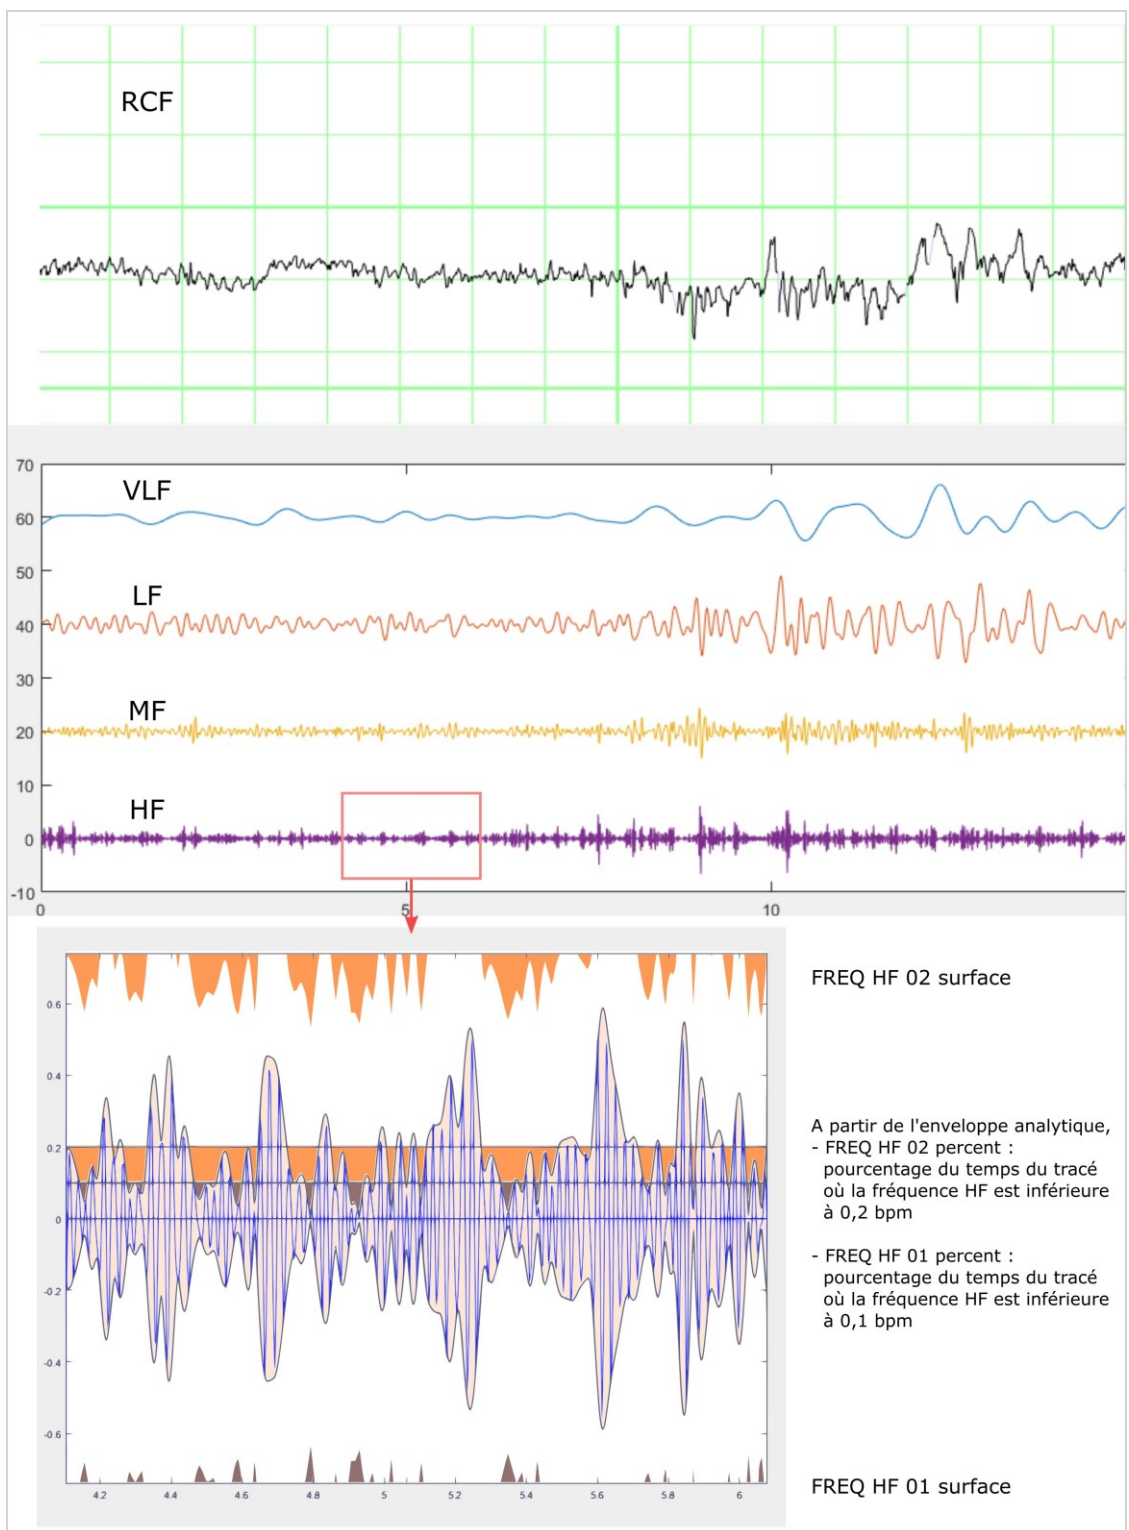 RCF
70
VLF
60
50
LF
40
30
MF
20
10
HF
0
-10
0
5
10
FREQ HF 02 surface
0.6
0.4
0.2
0
-0.2
-0.4
-0.6
A partir de l'enveloppe analytique,
- FREQ HF 02 percent :
pourcentage du temps du tracé
où la fréquence HF est inférieure
à 0,2 bpm
- FREQ HF 01 percent :
pourcentage du temps du tracé
où la fréquence HF est inférieure
à 0,1 bpm
4.2 4.4 4.6 4.8 5 5.2 5.4 5.6 5.8 6
FREQ HF 01 surface